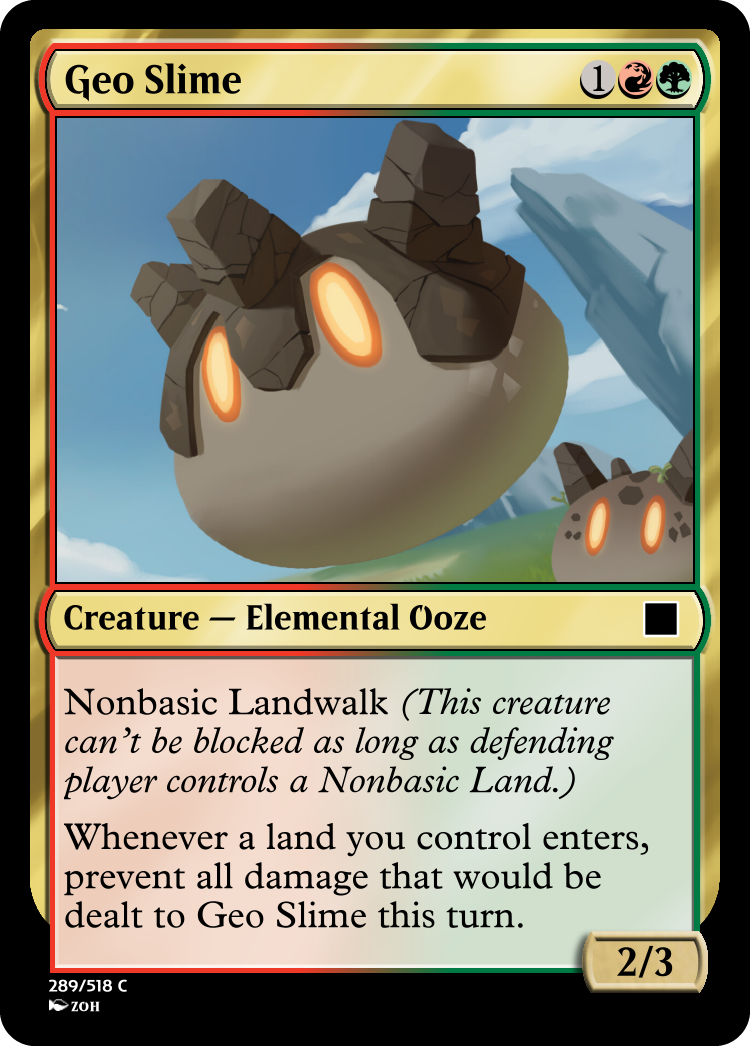 Geo Slime 1
Creature — Elemental Ooze
Nonbasic Landwalk (This creature
can't be blocked as long as defending
player controls a Nonbasic Land.)
Whenever a land you control enters,
prevent all damage that would be
dealt to Geo Slime this turn.
2/3
289/518 C
ZOH